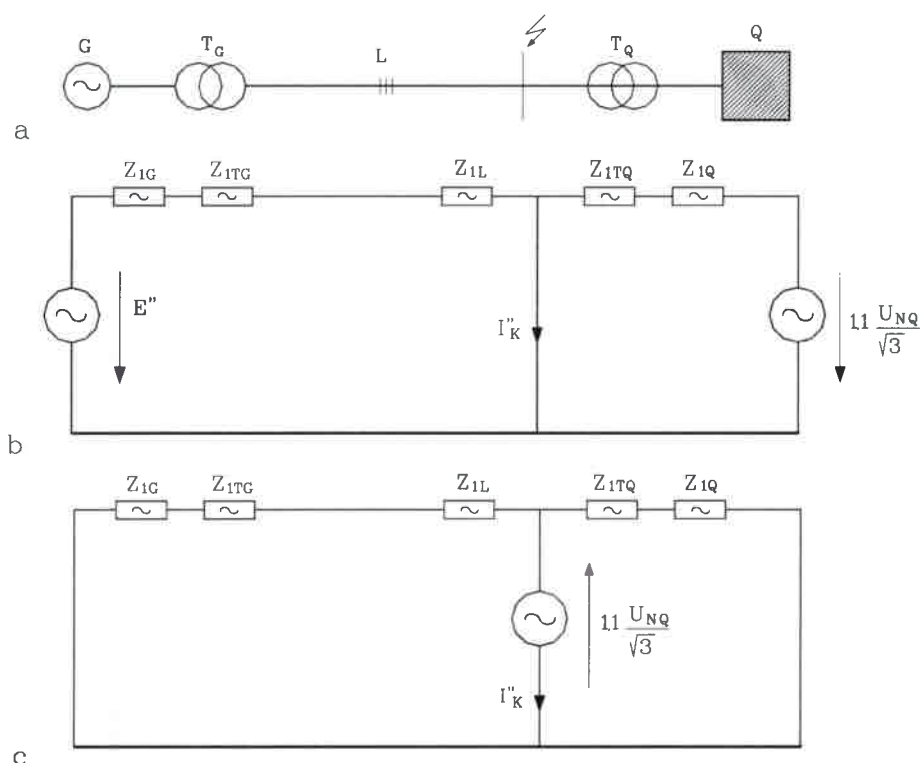 G T_G L T_Q Q
a
Z_1G Z_1TG Z_1L Z_1TQ Z_1Q
E" I"_K 1.1 U_NQ / √3
b
Z_1G Z_1TG Z_1L Z_1TQ Z_1Q
1.1 U_NQ / √3
I"_K
c